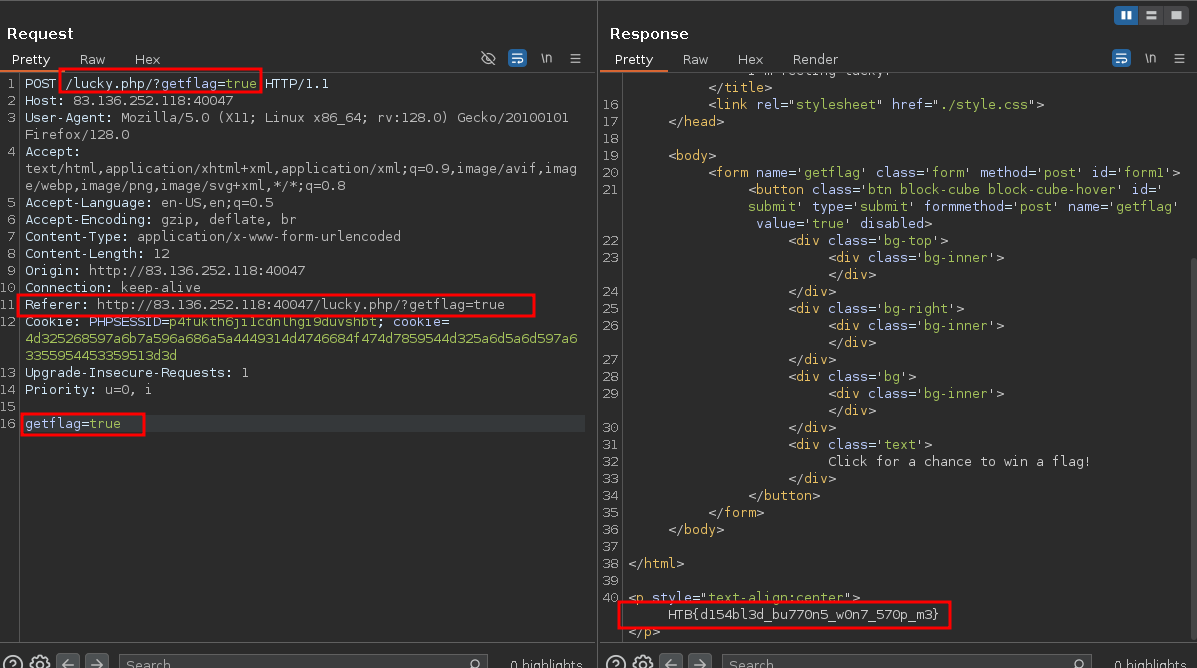 Request
Pretty Raw Hex \n
1 POST /lucky.php/?getflag=true HTTP/1.1
2 Host: 83.136.252.118:40047
3 User-Agent: Mozilla/5.0 (X11; Linux x86_64; rv:128.0) Gecko/20100101
Firefox/128.0
4 Accept:
text/html,application/xhtml+xml,application/xml;q=0.9,image/avif,imag
e/webp,image/png,image/svg+xml,*/*;q=0.8
5 Accept-Language: en-US,en;q=0.5
6 Accept-Encoding: gzip, deflate, br
7 Content-Type: application/x-www-form-urlencoded
8 Content-Length: 12
9 Origin: http://83.136.252.118:40047
10 Connection: keep-alive
11 Referer: http://83.136.252.118:40047/lucky.php/?getflag=true
12 Cookie: PHPSESSID=p4fukth6ji1cdnlhgi9duvshbt; cookie=
4d325268597a6b7a596a686a5a4449314d4746684f474d7859544d325a6d5a6d597a6
3355954453359513d3d
13 Upgrade-Insecure-Requests: 1
14 Priority: u=0, i
15
16 getflag=true
Search 0 highlights
Response
Pretty Raw Hex Render \n
I'm feeling lucky!
</title>
16 <link rel="stylesheet" href="./style.css">
17 </head>
18
19 <body>
20 <form name='getflag' class='form' method='post' id='form1'>
21 <button class='btn block-cube block-cube-hover' id='
submit' type='submit' formmethod='post' name='getflag'
value='true' disabled>
22 <div class='bg-top'>
23 <div class='bg-inner'>
</div>
24 </div>
25 <div class='bg-right'>
26 <div class='bg-inner'>
</div>
27 </div>
28 <div class='bg'>
29 <div class='bg-inner'>
</div>
30 </div>
31 <div class='text'>
32 Click for a chance to win a flag!
33 </div>
34 </button>
35 </form>
36 </body>
37
38 </html>
39
40 <p style="text-align:center">
HTB{d154bl3d_bu770n5_w0n7_570p_m3}
</p>
Search 0 highlights